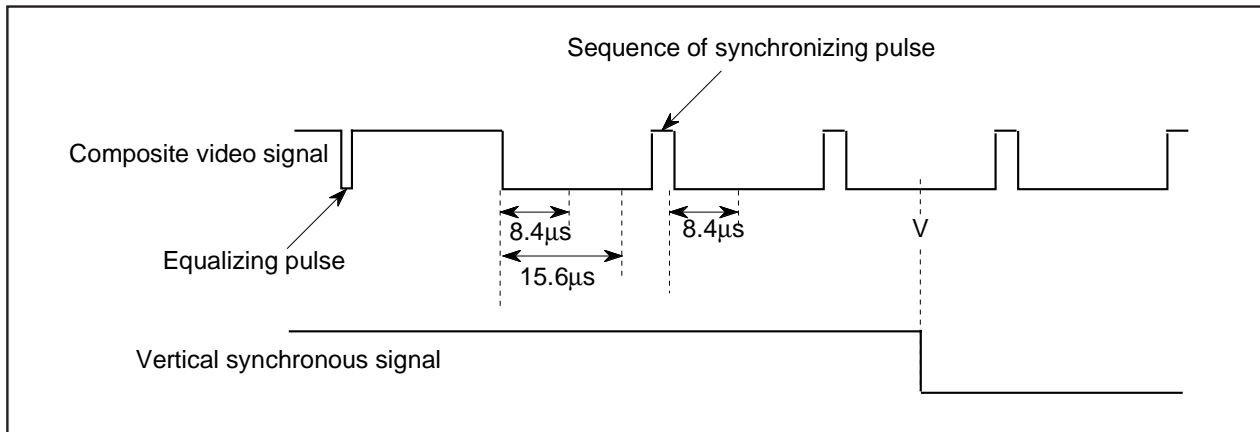 Sequence of synchronizing pulse
Composite video signal
8.4μs
8.4μs
V
Equalizing pulse
15.6μs
Vertical synchronous signal